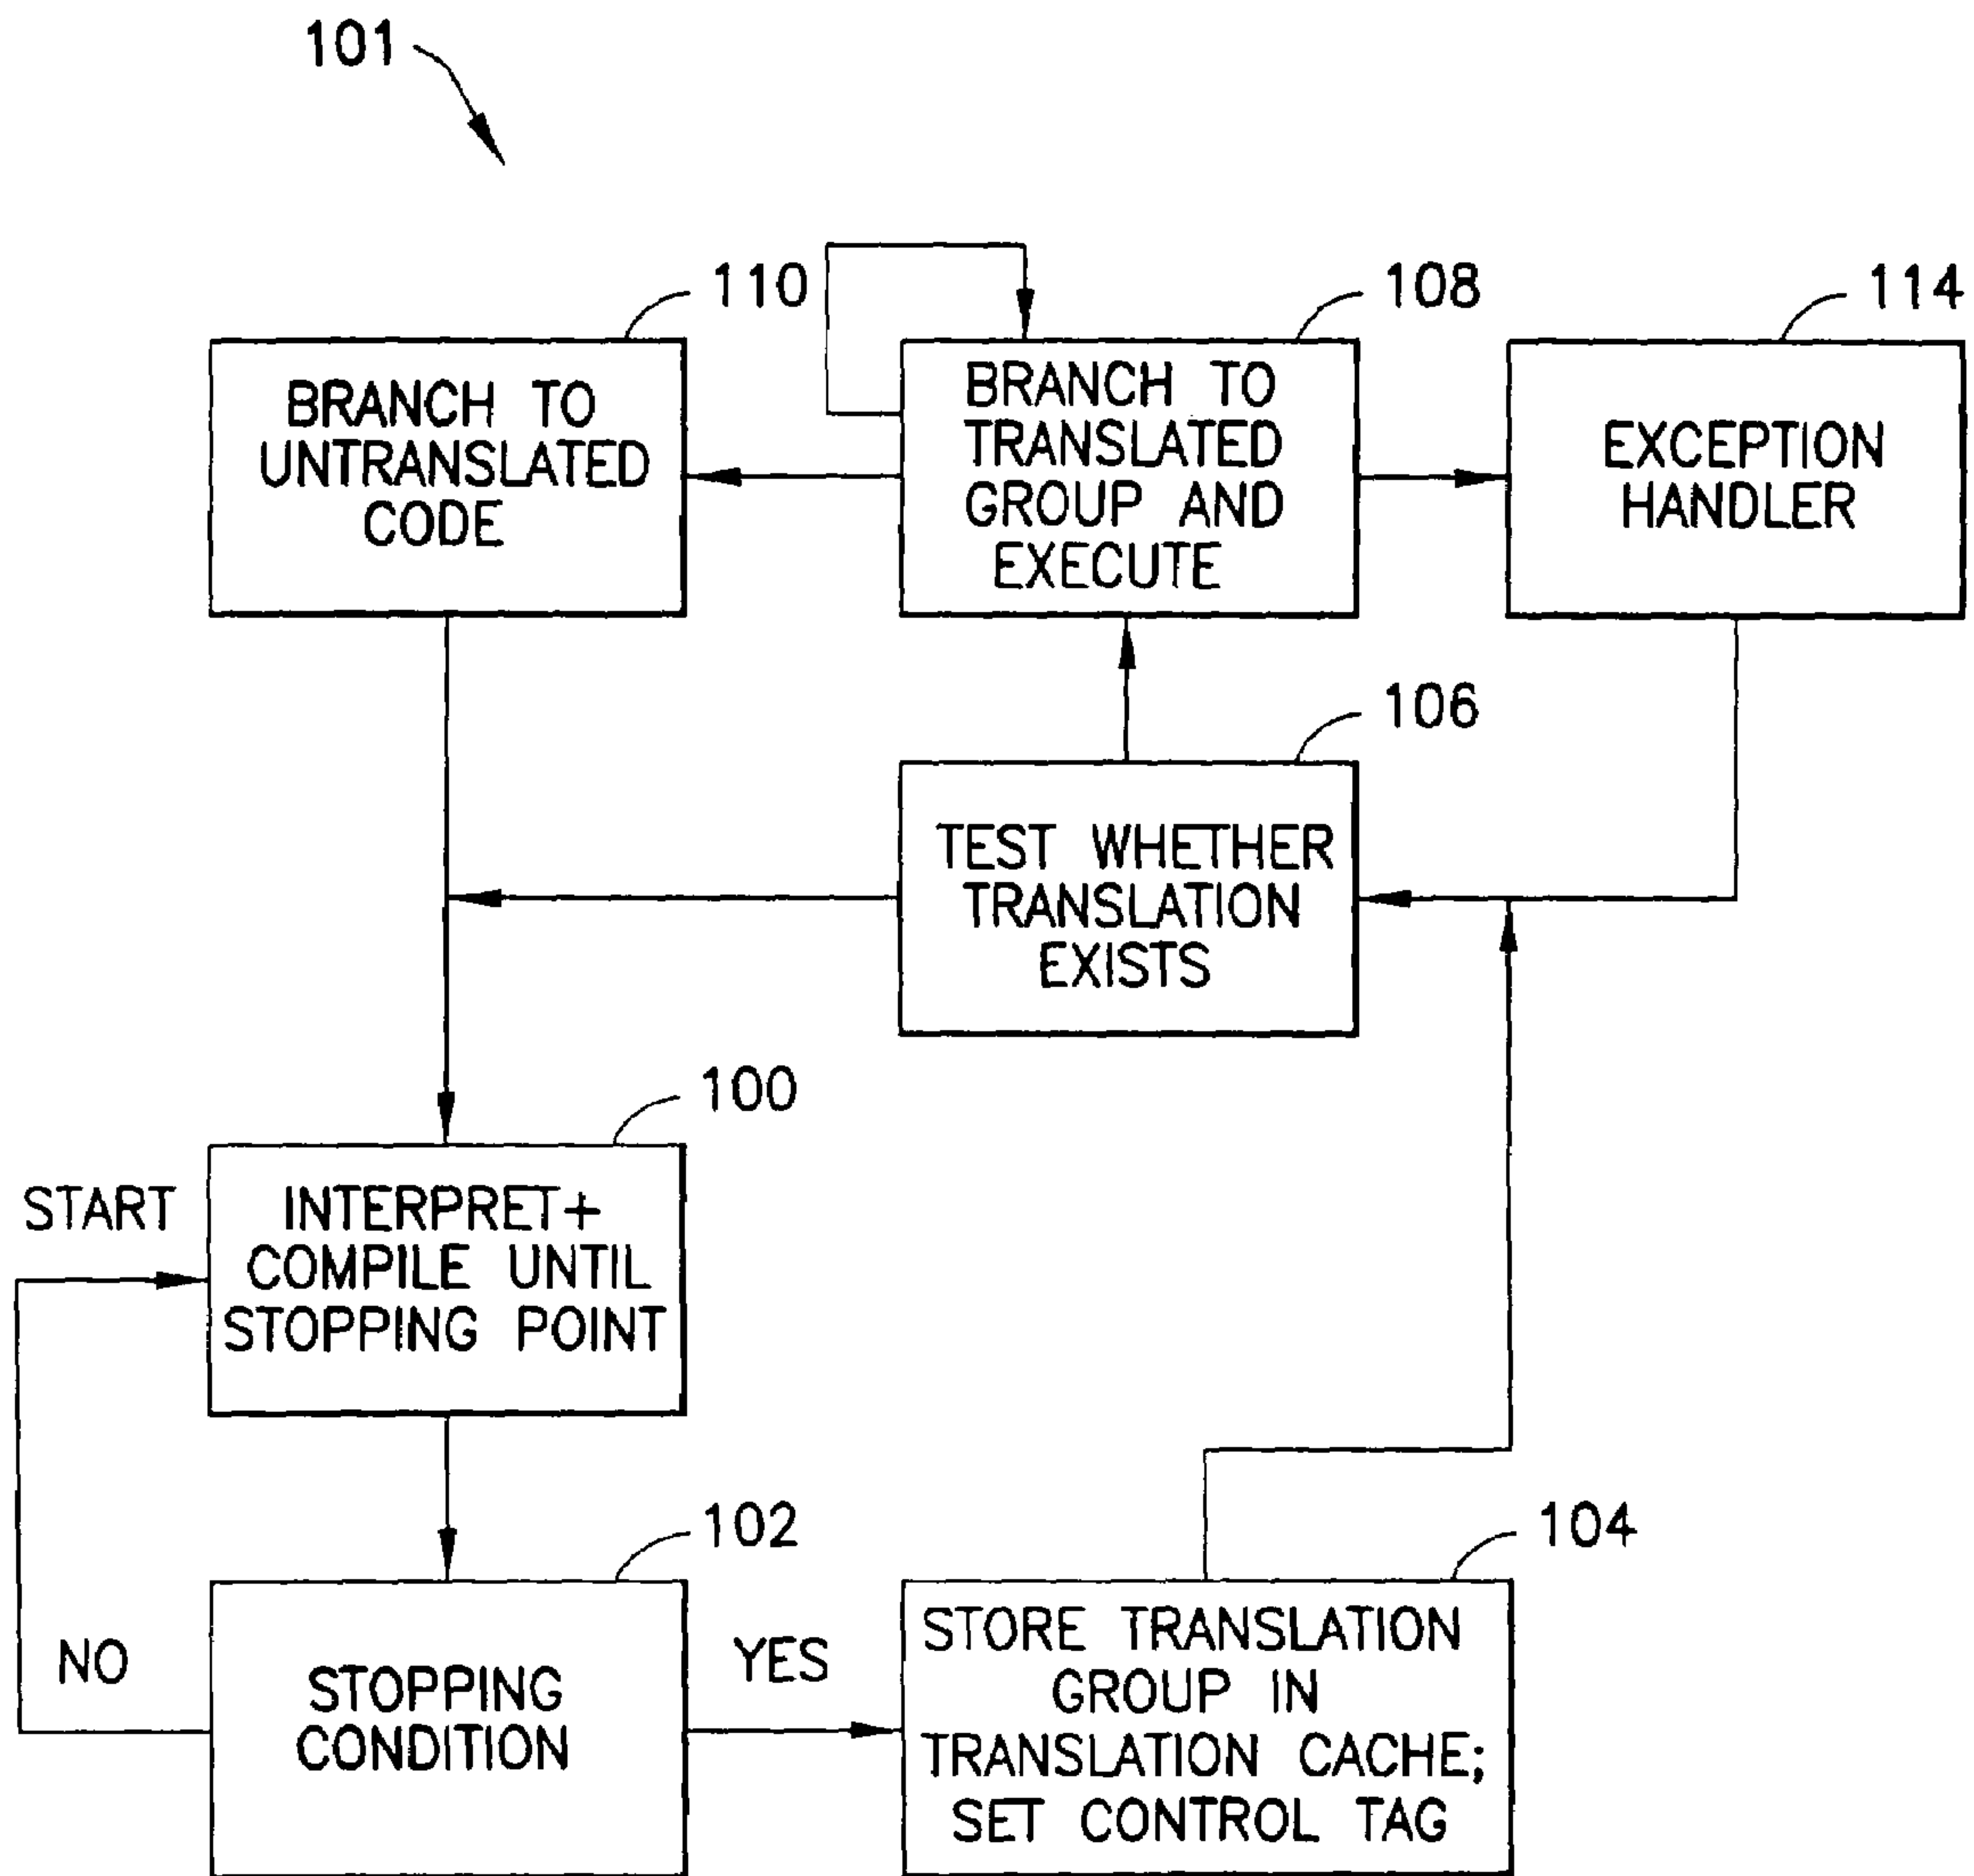 101
110
108
114
BRANCH TO
UNTRANSLATED
CODE
BRANCH TO
TRANSLATED
GROUP AND
EXECUTE
EXCEPTION
HANDLER
106
TEST WHETHER
TRANSLATION
EXISTS
100
START
INTERPRET+
COMPILE UNTIL
STOPPING POINT
102
104
NO
STOPPING
CONDITION
YES
STORE TRANSLATION
GROUP IN
TRANSLATION CACHE;
SET CONTROL TAG